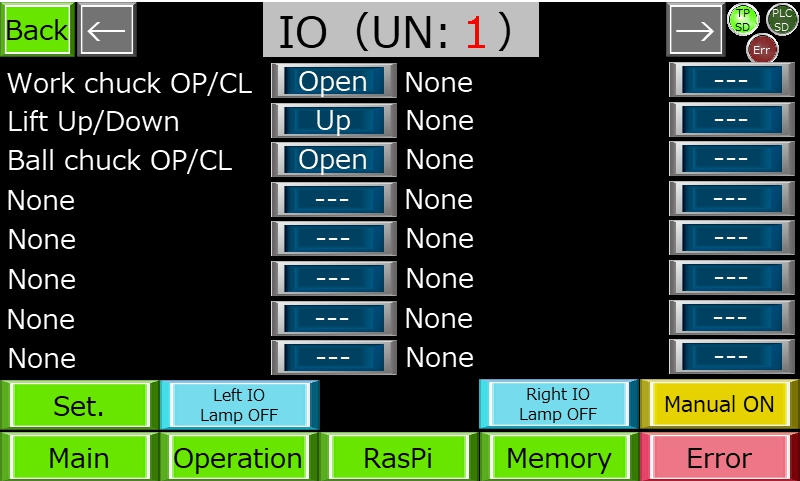 Back ← IO (UN: 1) → TP SD PLC SD
Err
Work chuck OP/CL Open None ---
Lift Up/Down Up None ---
Ball chuck OP/CL Open None ---
None --- None ---
None --- None ---
None --- None ---
None --- None ---
None --- None ---
Set. Left IO Lamp OFF Right IO Lamp OFF Manual ON
Main Operation RasPi Memory Error